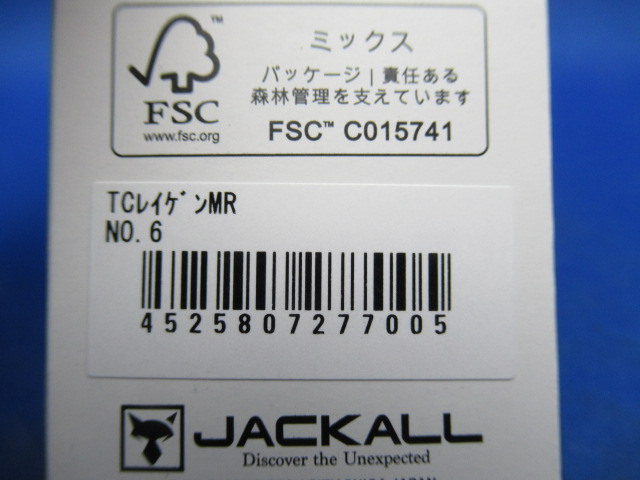 FSC
www.fsc.org
ミックス
パッケージ | 責任ある
森林管理を支えています
FSC™ C015741
TCﾚｲｹﾞﾝMR
NO.6
4525807277005
JACKALL
Discover the Unexpected